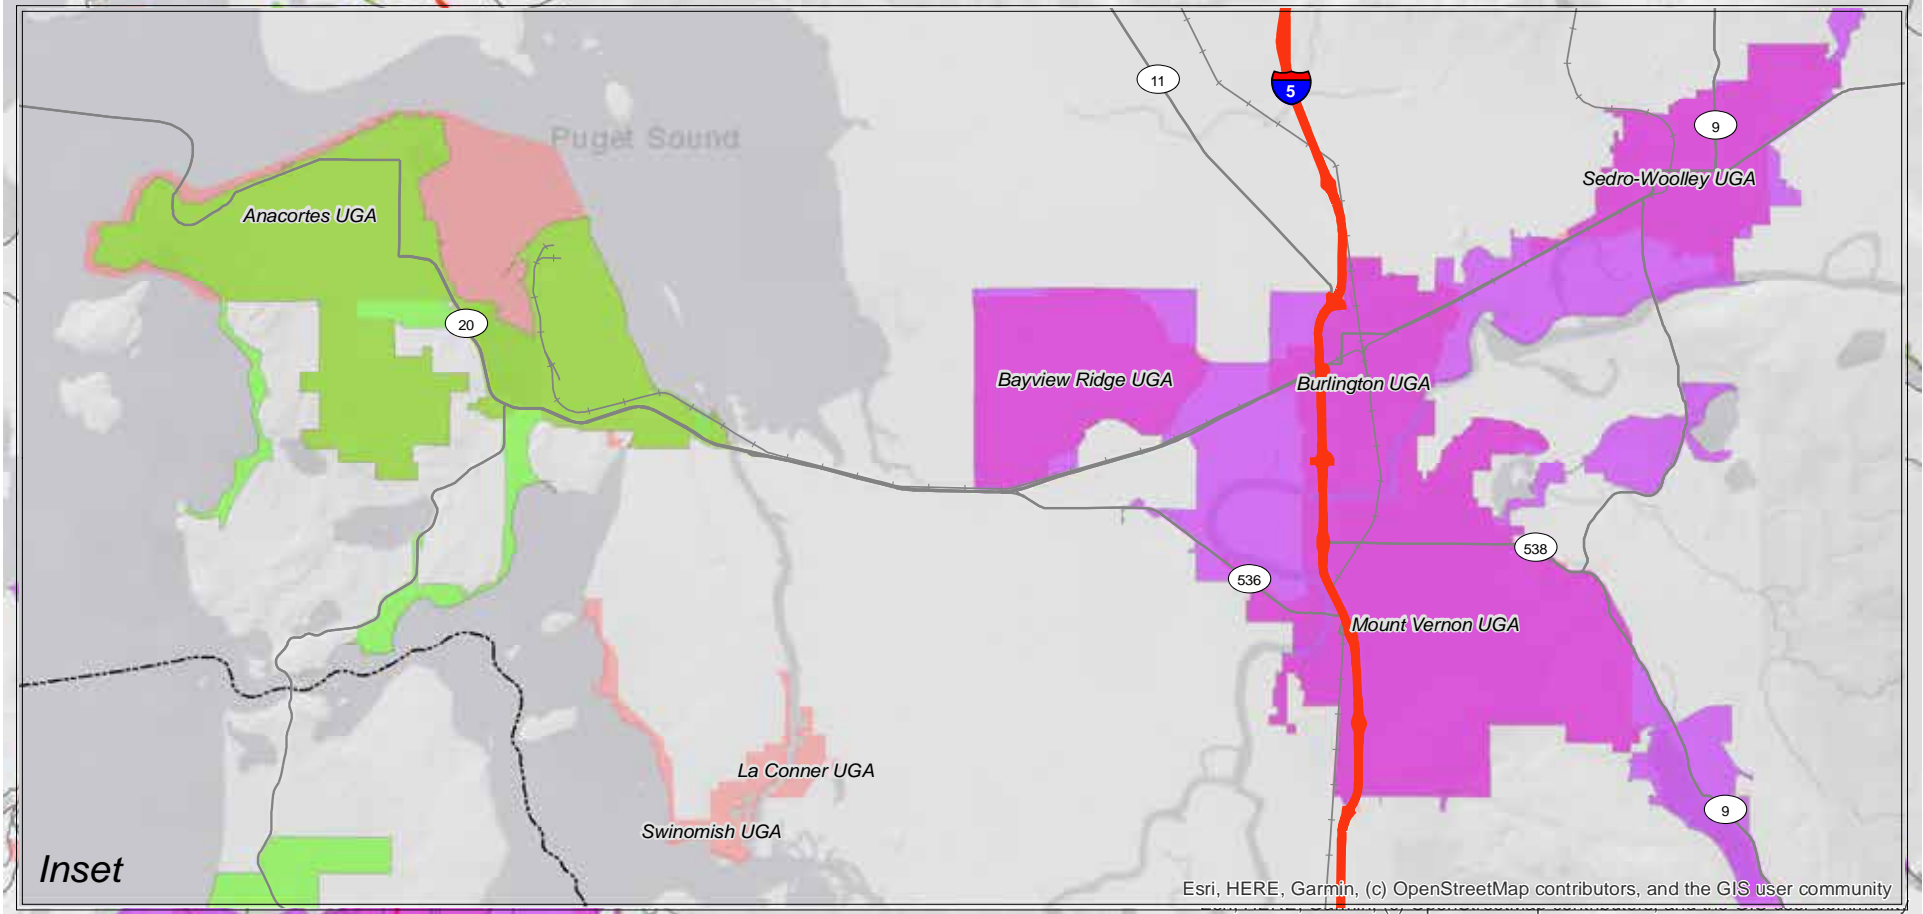 11
5
9
Puget Sound
Sedro-Woolley UGA
Anacortes UGA
20
Bayview Ridge UGA
Burlington UGA
538
536
Mount Vernon UGA
La Conner UGA
9
Swinomish UGA
Inset
Esri, HERE, Garmin, (c) OpenStreetMap contributors, and the GIS user community